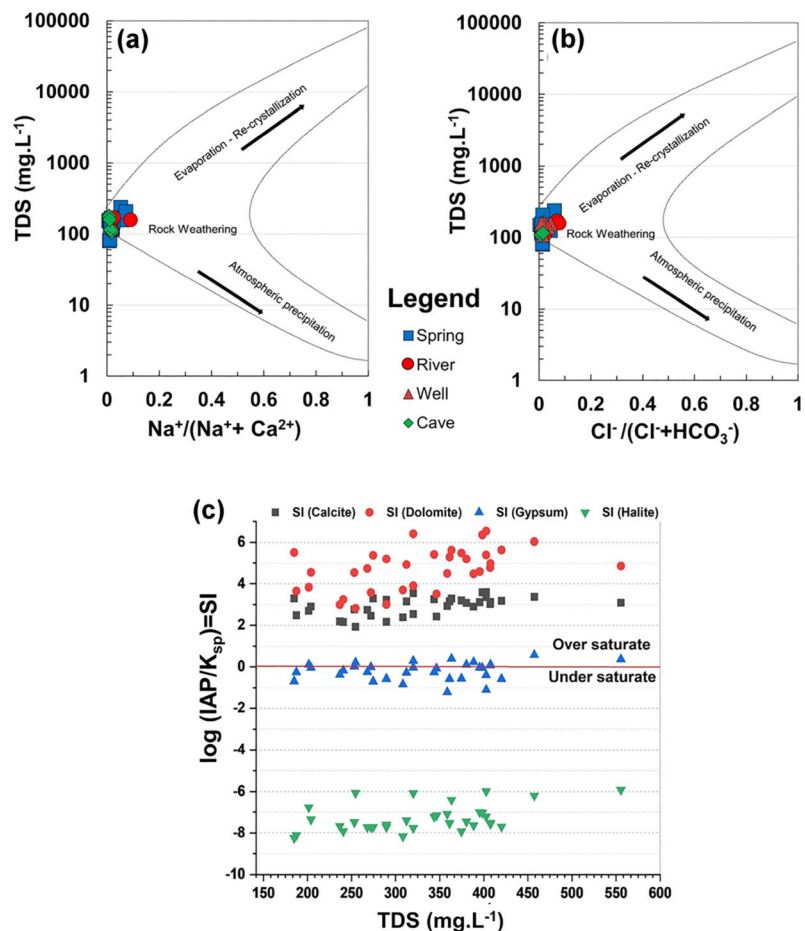 (a)
100000
10000
1000
100
10
1
TDS (mg.L-1)
Evaporation - Re-crystallization
Rock Weathering
Atmospheric precipitation
0 0.2 0.4 0.6 0.8 1
Na+/(Na++ Ca2+)
Legend
Spring
River
Well
Cave
(b)
100000
10000
1000
100
10
1
TDS (mg.L-1)
Evaporation - Re-crystallization
Rock Weathering
Atmospheric precipitation
0 0.2 0.4 0.6 0.8 1
Cl-/(Cl-+HCO3-)
(c)
SI (Calcite) SI (Dolomite) SI (Gypsum) SI (Halite)
6
4
2
0
-2
-4
-6
-8
-10
log (IAP/Ksp)=SI
Over saturate
Under saturate
150 200 250 300 350 400 450 500 550 600
TDS (mg.L-1)